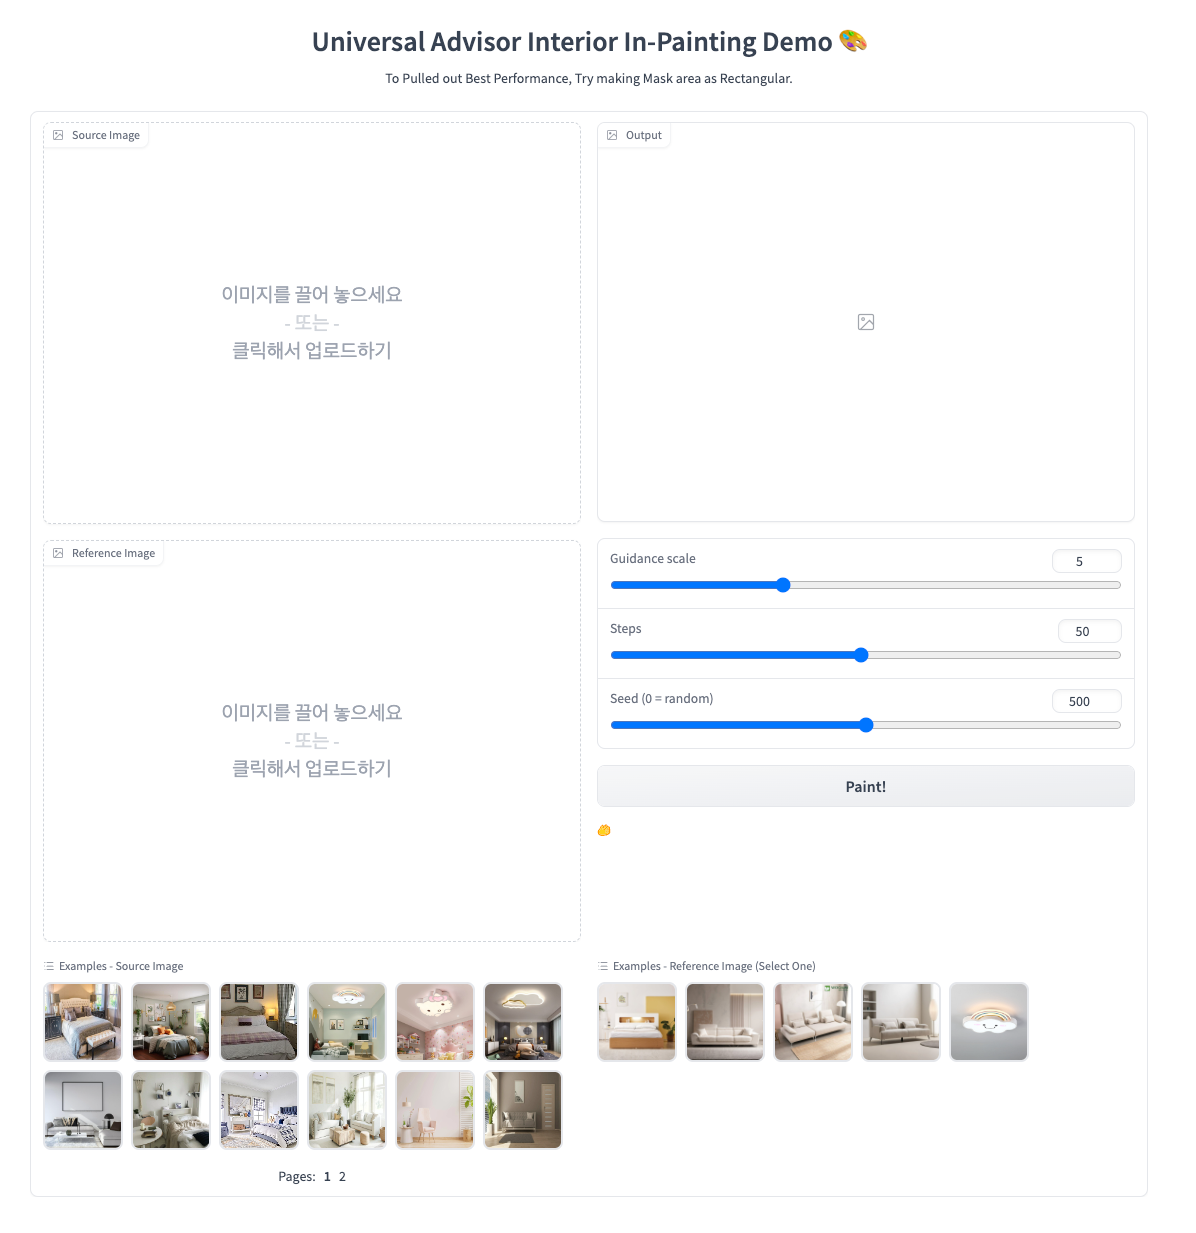 Universal Advisor Interior In-Painting Demo 🎨
To Pulled out Best Performance, Try making Mask area as Rectangular.
Source Image
이미지를 끌어 놓으세요
- 또는 -
클릭해서 업로드하기
Output
Reference Image
이미지를 끌어 놓으세요
- 또는 -
클릭해서 업로드하기
Guidance scale
5
Steps
50
Seed (0 = random)
500
Paint!
Examples - Source Image
Examples - Reference Image (Select One)
Pages: 1 2